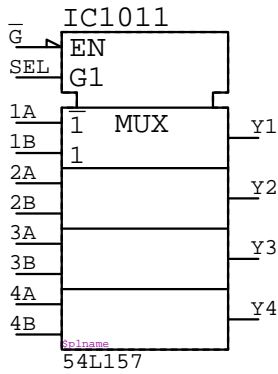 IC1011
G̅ EN
SEL G1
1A 1̅ MUX Y1
1B 1
2A Y2
2B
3A Y3
3B
4A Y4
4B
$plname
54L157